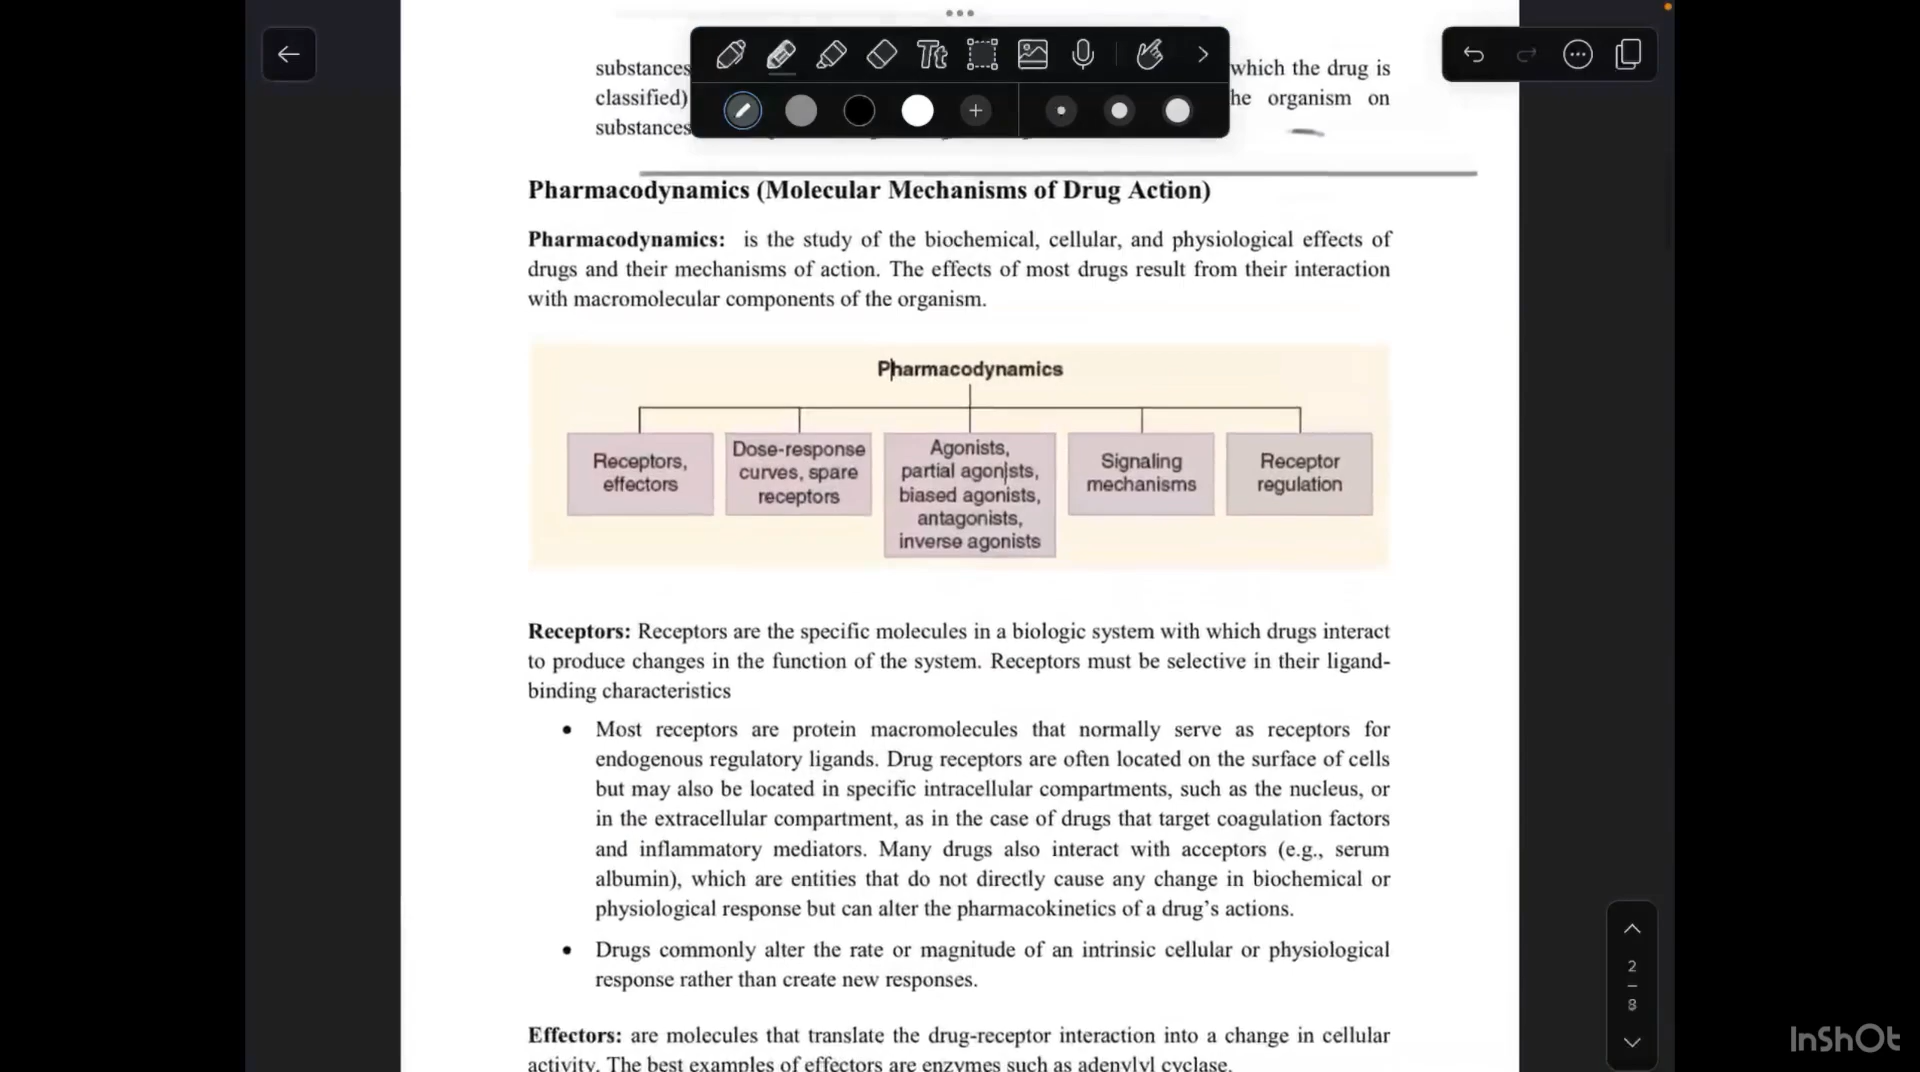 substances which the drug is
classified) he organism on
substances
Pharmacodynamics (Molecular Mechanisms of Drug Action)
Pharmacodynamics: is the study of the biochemical, cellular, and physiological effects of
drugs and their mechanisms of action. The effects of most drugs result from their interaction
with macromolecular components of the organism.
Pharmacodynamics
Receptors,
effectors
Dose-response
curves, spare
receptors
Agonists,
partial agonists,
biased agonists,
antagonists,
inverse agonists
Signaling
mechanisms
Receptor
regulation
Receptors: Receptors are the specific molecules in a biologic system with which drugs interact
to produce changes in the function of the system. Receptors must be selective in their ligand-
binding characteristics
• Most receptors are protein macromolecules that normally serve as receptors for
endogenous regulatory ligands. Drug receptors are often located on the surface of cells
but may also be located in specific intracellular compartments, such as the nucleus, or
in the extracellular compartment, as in the case of drugs that target coagulation factors
and inflammatory mediators. Many drugs also interact with acceptors (e.g., serum
albumin), which are entities that do not directly cause any change in biochemical or
physiological response but can alter the pharmacokinetics of a drug's actions.
• Drugs commonly alter the rate or magnitude of an intrinsic cellular or physiological
response rather than create new responses.
Effectors: are molecules that translate the drug-receptor interaction into a change in cellular
activity. The best examples of effectors are enzymes such as adenylyl cyclase.
Tt
2
8
InShOt